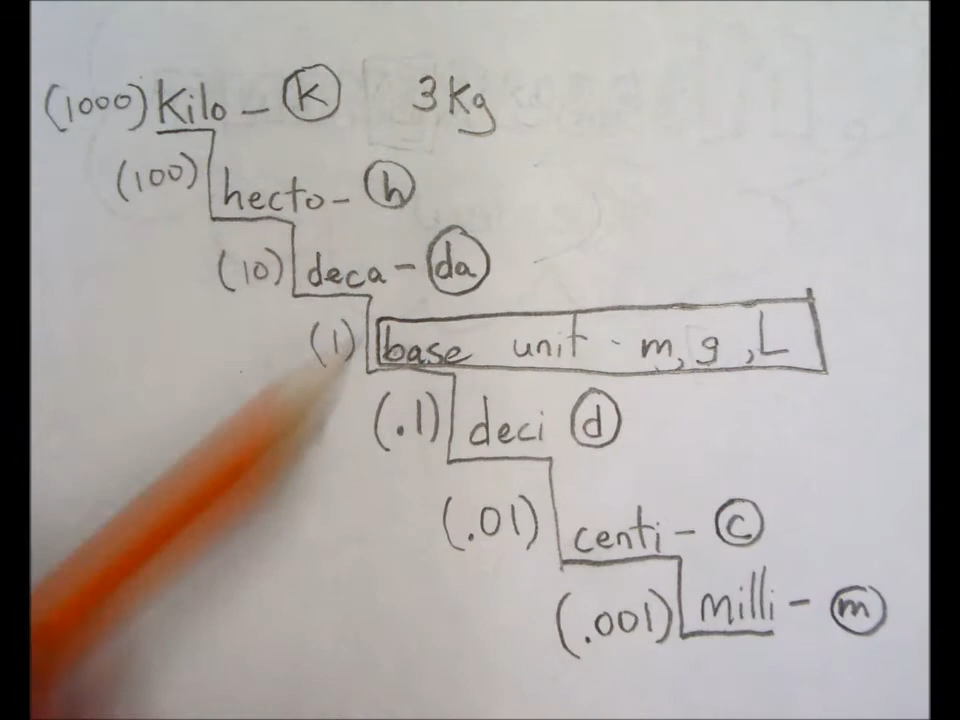 (1000) Kilo - k 3 Kg
(100) hecto - h
(10) deca - da
(1) base unit - m, g, L
(.1) deci d
(.01) centi - c
(.001) milli - m